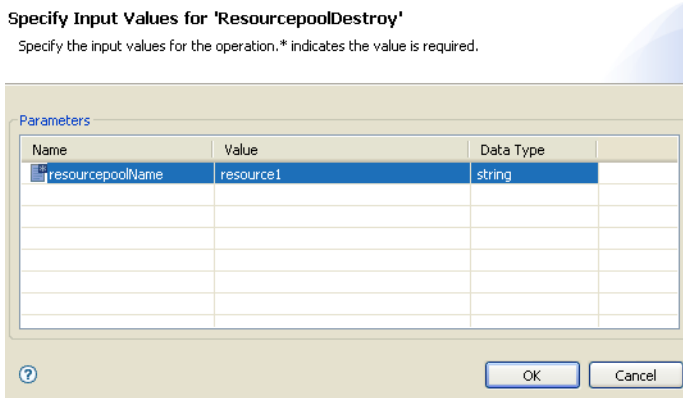 Specify Input Values for 'ResourcepoolDestroy'
Specify the input values for the operation.* indicates the value is required.
Parameters
Name Value Data Type
resourcepoolName resource1 string
OK Cancel